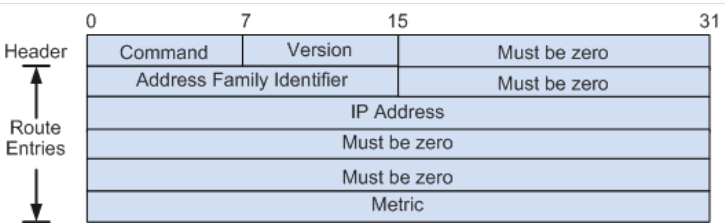 0 7 15 31
Header Command Version Must be zero
Address Family Identifier Must be zero
IP Address
Route
Entries
Must be zero
Must be zero
Metric